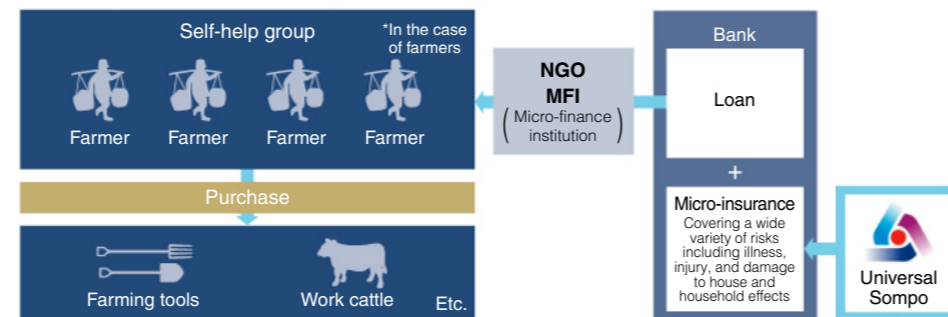 Self-help group
*In the case
of farmers
Farmer
Farmer
Farmer
Farmer
Purchase
Farming tools
Work cattle
Etc.
NGO
MFI
(Micro-finance
institution)
Bank
Loan
+
Micro-insurance
Covering a wide
variety of risks
including illness,
injury, and damage
to house and
household effects
Universal
Sompo